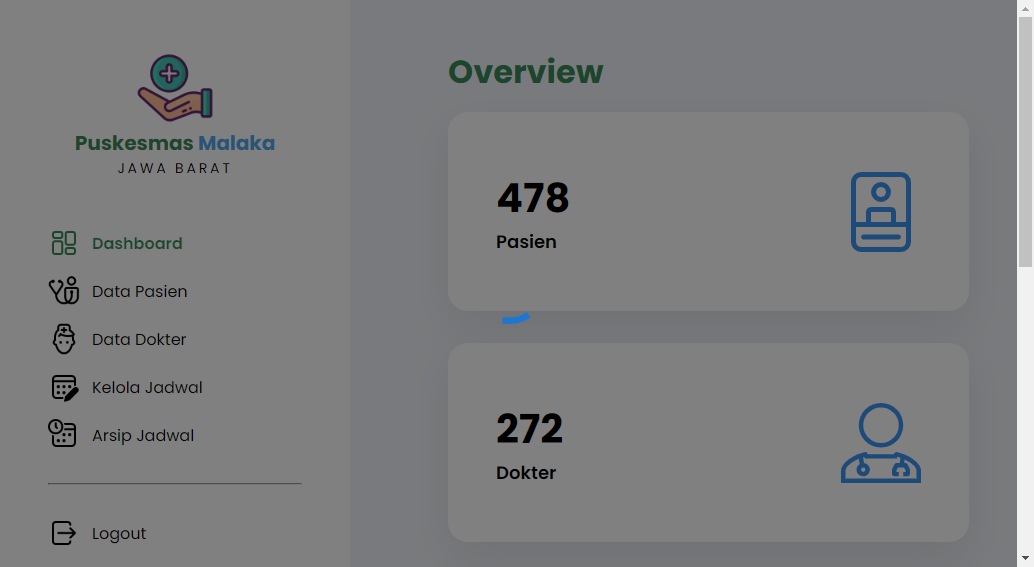 Puskesmas Malaka
JAWA BARAT
Dashboard
Data Pasien
Data Dokter
Kelola Jadwal
Arsip Jadwal
Logout
Overview
478
Pasien
272
Dokter